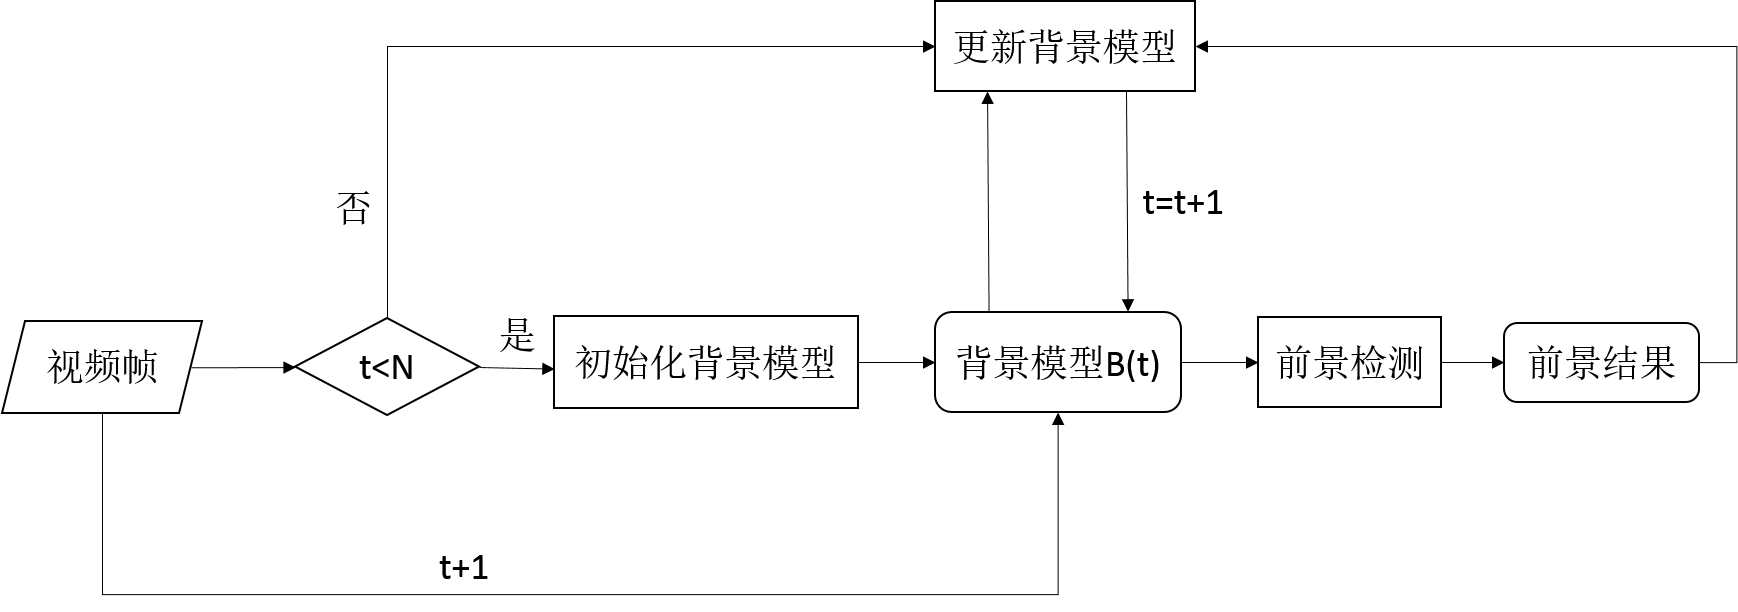 更新背景模型
否
t=t+1
视频帧
t<N
是
初始化背景模型
背景模型B(t)
前景检测
前景结果
t+1